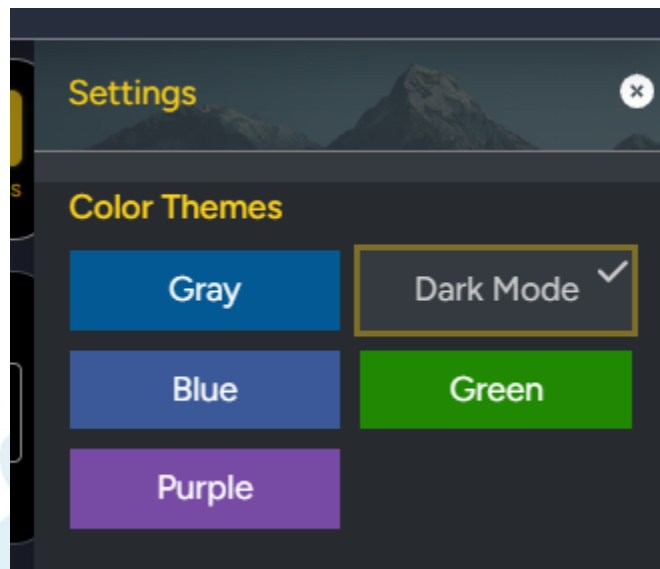 Settings
s
Color Themes
Gray
Dark Mode
Blue
Green
Purple